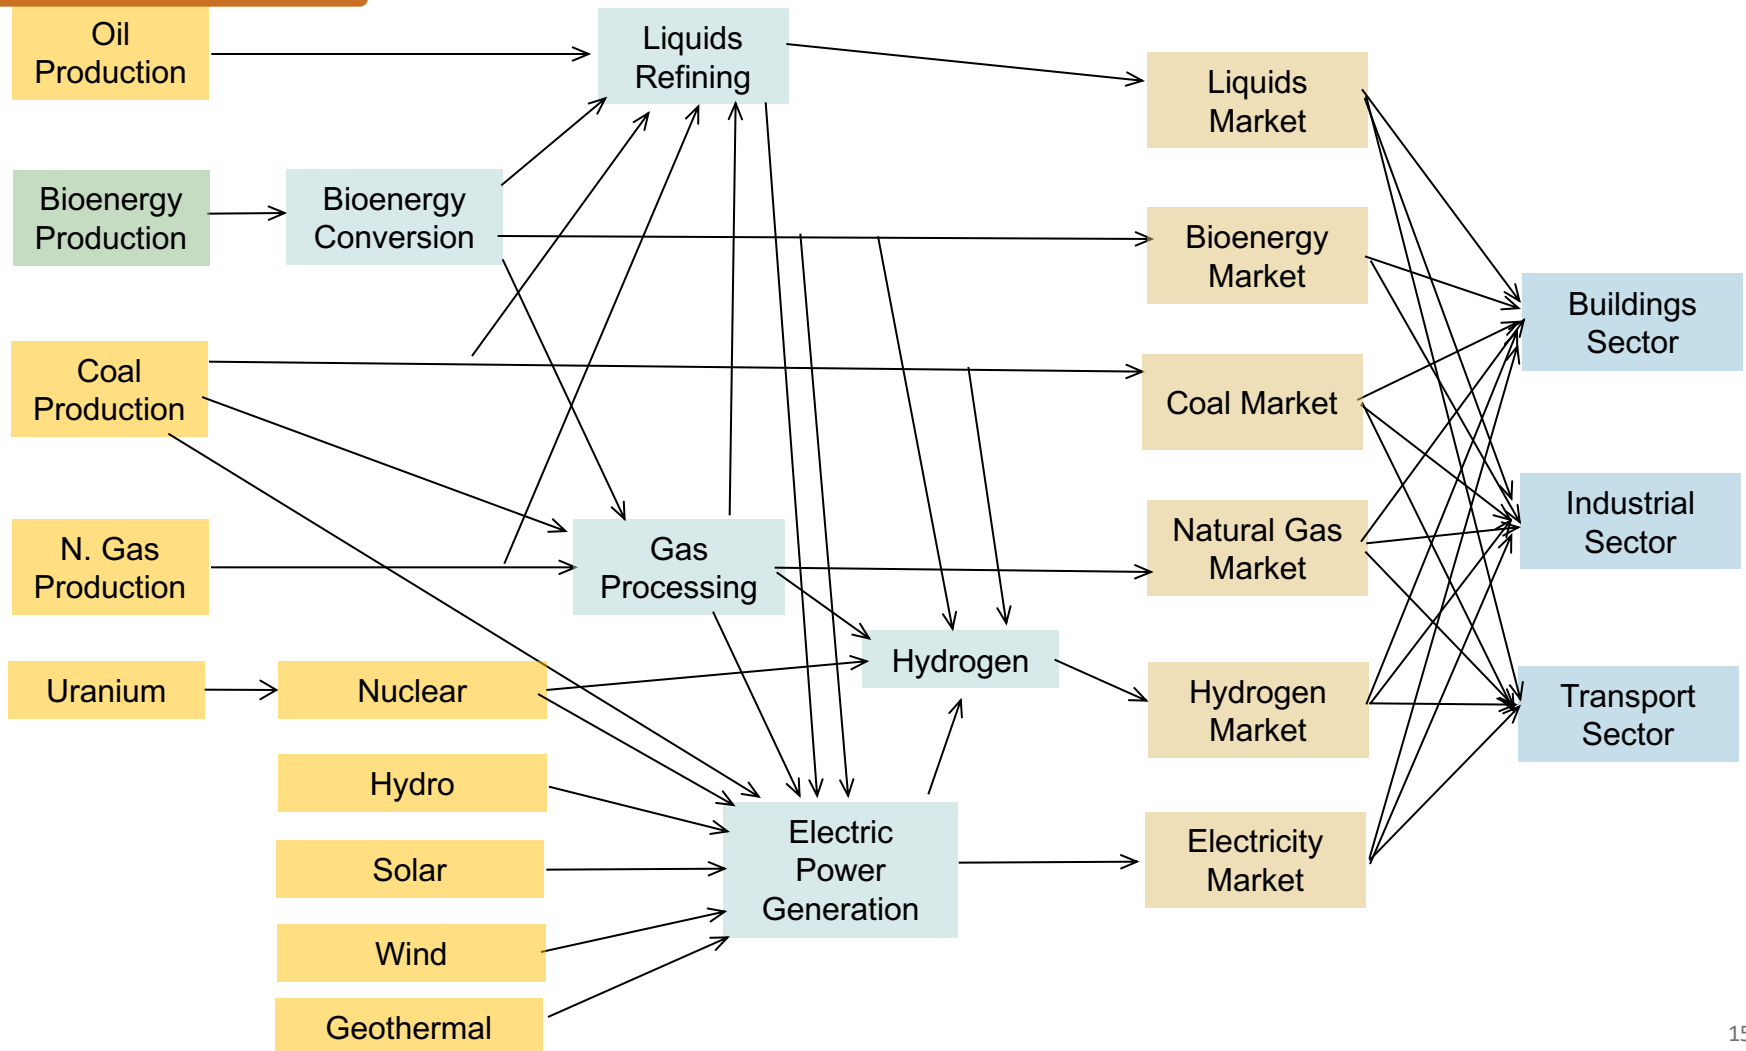 Oil
Production
Liquids
Refining
Liquids
Market
Bioenergy
Production
Bioenergy
Conversion
Bioenergy
Market
Buildings
Sector
Coal
Production
Coal Market
Industrial
Sector
N. Gas
Production
Gas
Processing
Natural Gas
Market
Uranium
Nuclear
Hydrogen
Hydrogen
Market
Transport
Sector
Hydro
Solar
Wind
Geothermal
Electric
Power
Generation
Electricity
Market
15